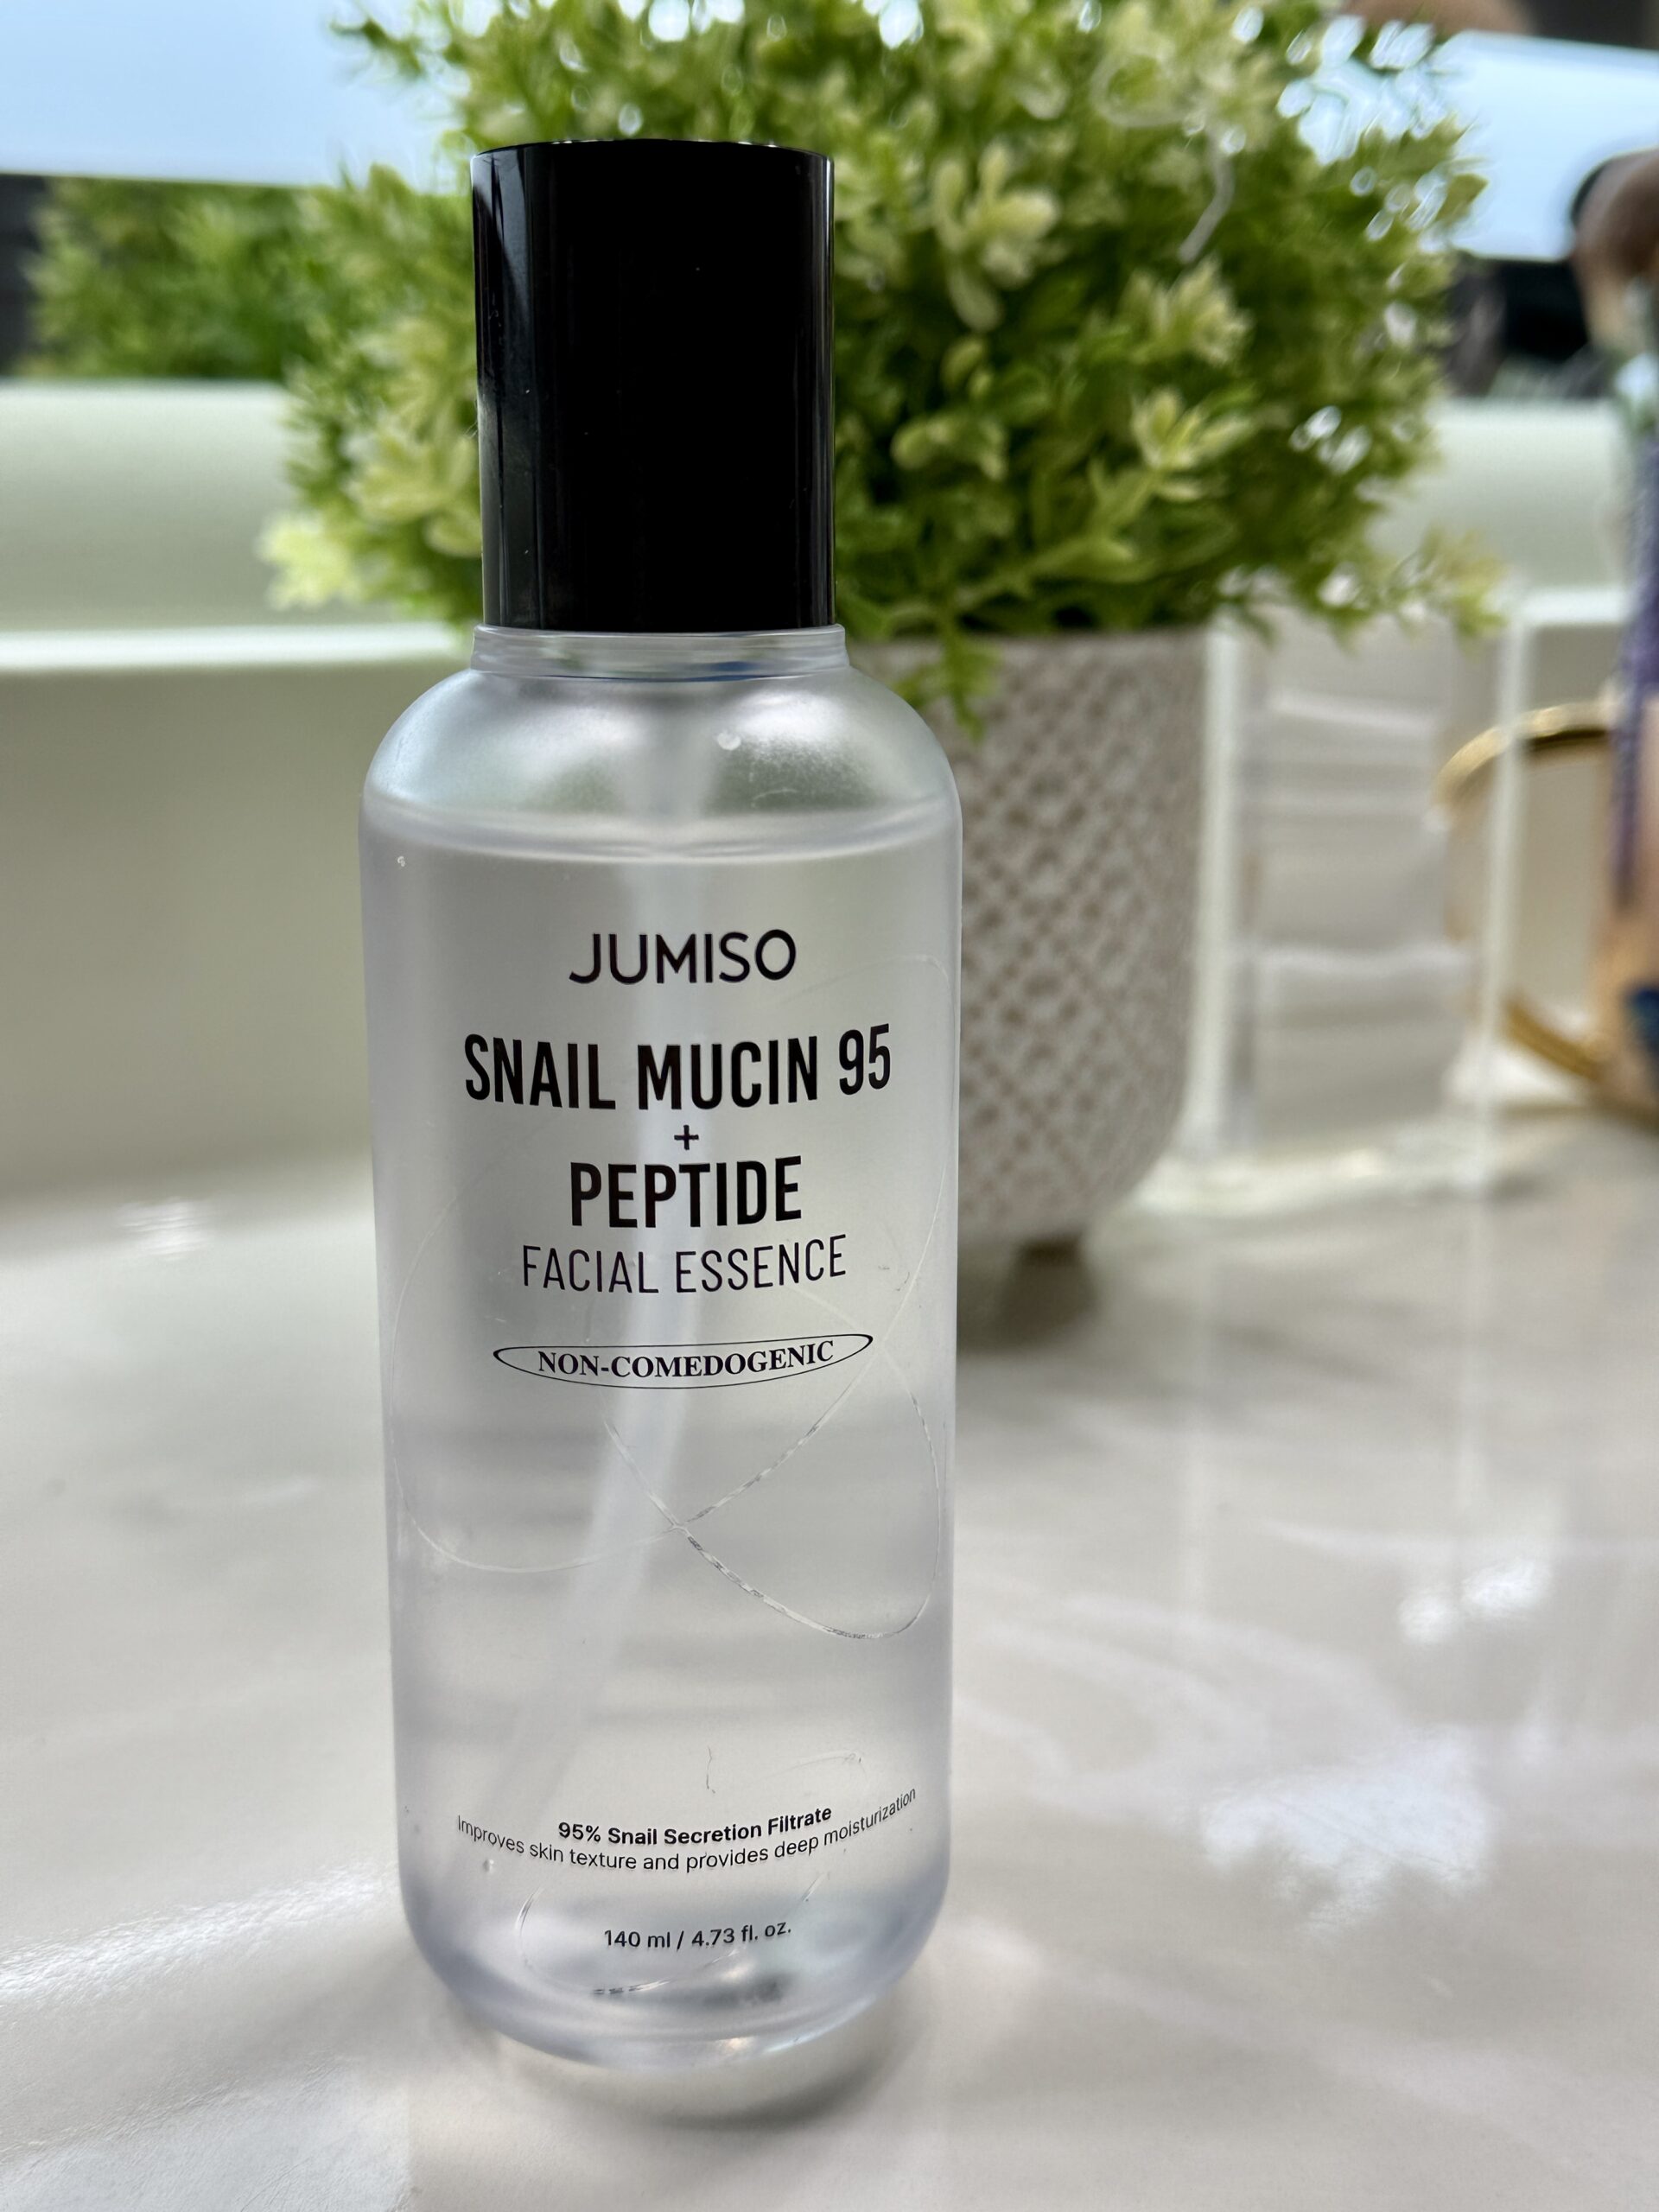 JUMISO
SNAIL MUCIN 95
+
PEPTIDE
FACIAL ESSENCE
NON-COMEDOGENIC
95% Snail Secretion Filtrate
Improves skin texture and provides deep moisturization
140 ml / 4.73 fl. oz.